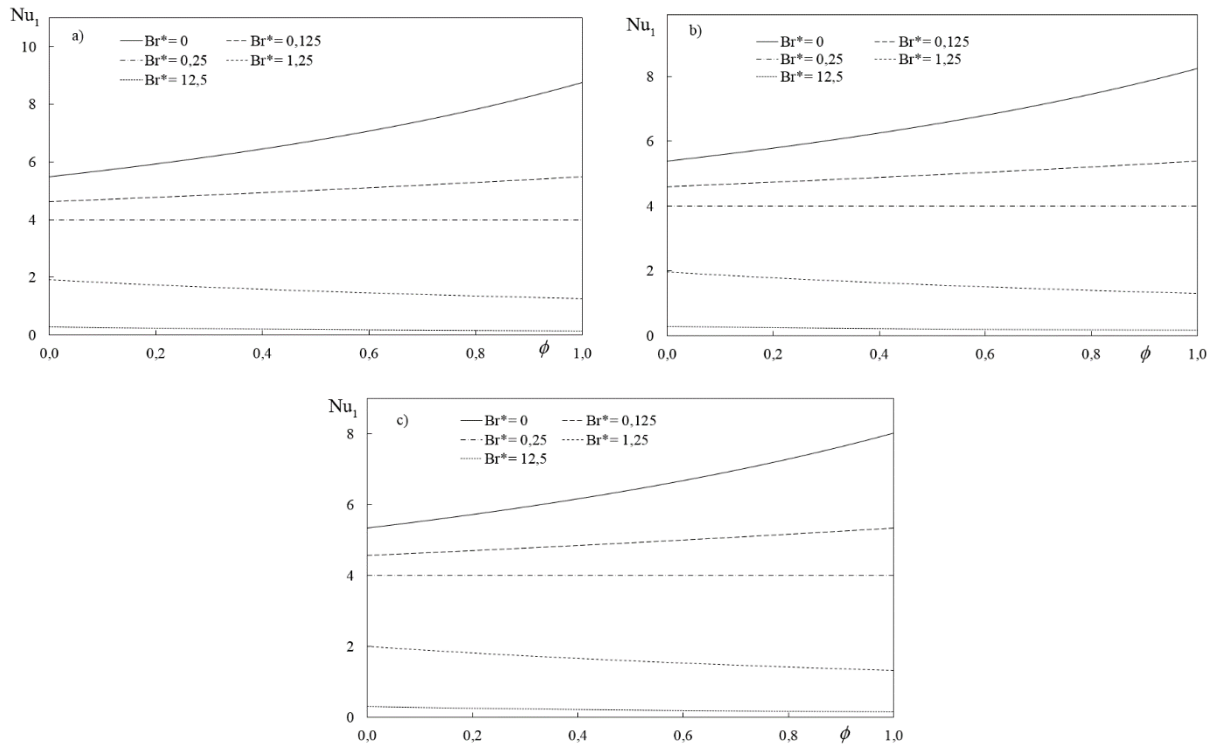 Nu1
a)
Br*= 0
Br*= 0,125
Br*= 0,25
Br*= 1,25
Br*= 12,5
10
8
6
4
2
0
0,0 0,2 0,4 0,6 0,8 ϕ 1,0
Nu1
b)
Br*= 0
Br*= 0,125
Br*= 0,25
Br*= 1,25
Br*= 12,5
8
6
4
2
0
0,0 0,2 0,4 0,6 0,8 ϕ 1,0
Nu1
c)
Br*= 0
Br*= 0,125
Br*= 0,25
Br*= 1,25
Br*= 12,5
8
6
4
2
0
0,0 0,2 0,4 0,6 0,8 ϕ 1,0